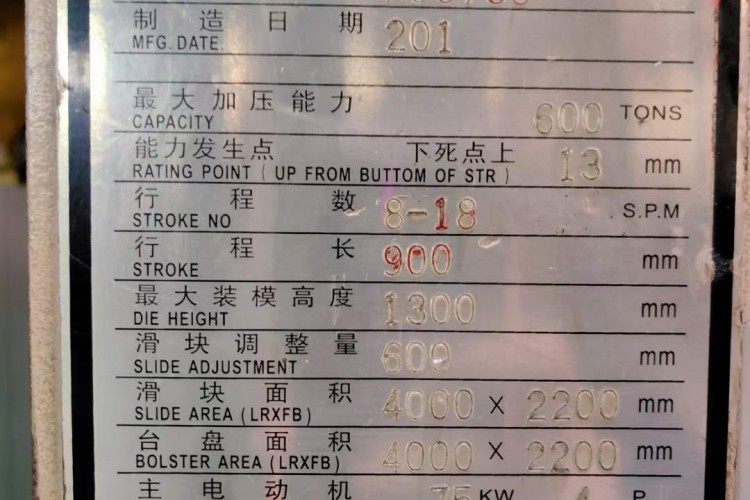 制 造 日 期
MFG. DATE. 201
最 大 加 压 能 力
CAPACITY 600 TONS
能力发生点 下死点上
RATING POINT ( UP FROM BUTTOM OF STR ) 13 mm
行 程 数
STROKE NO 8-18 S.P.M
行 程 长
STROKE 900 mm
最大装模高度
DIE HEIGHT 1300 mm
滑 块 调 整 量
SLIDE ADJUSTMENT 600 mm
滑 块 面 积
SLIDE AREA (LRXFB) 4000 X 2200 mm
台 盘 面 积
BOLSTER AREA (LRXFB) 4000 X 2200 mm
主 电 动 机
75 KW 4 P